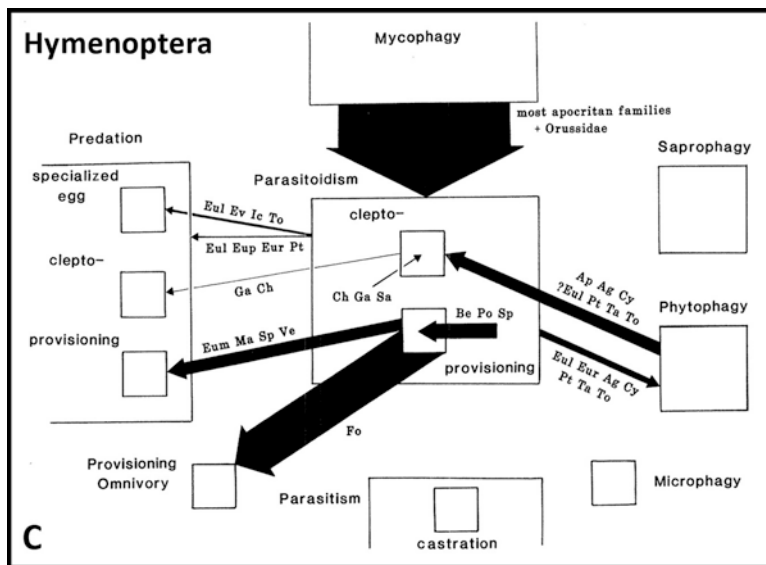 Hymenoptera
Mycophagy
most apocritan families
+ Orussidae
Predation
Saprophagy
specialized
egg
Parasitoidism
Eul Ev Ic To
clepto-
Eul Eup Eur Pt
clepto-
Ga Ch
Ch Ga Sa
Ap Ag Cy
?Eul Pt Ta To
Phytophagy
provisioning
Eum Ma Sp Ve
Be Po Sp
provisioning
Eul Eur Ag Cy
Pt Ta To
Fo
Provisioning
Omnivory
Parasitism
Microphagy
castration
C